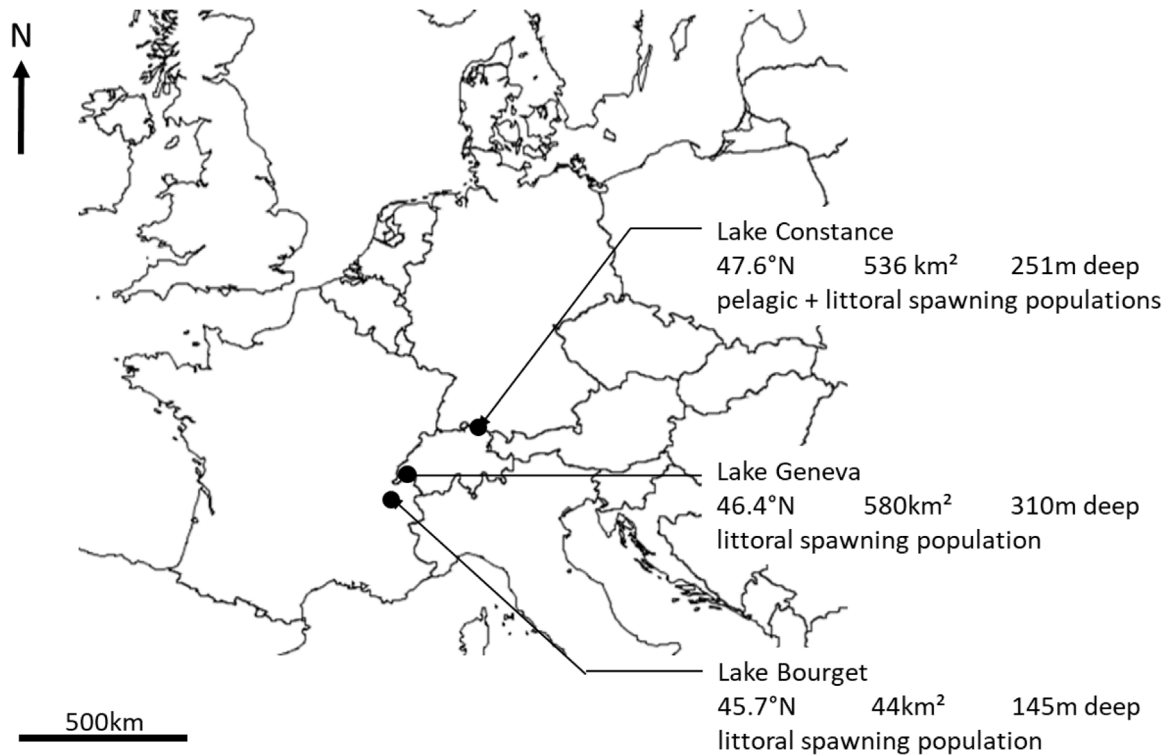 N
Lake Constance
47.6°N 536 km² 251m deep
pelagic + littoral spawning populations
Lake Geneva
46.4°N 580km² 310m deep
littoral spawning population
Lake Bourget
45.7°N 44km² 145m deep
littoral spawning population
500km